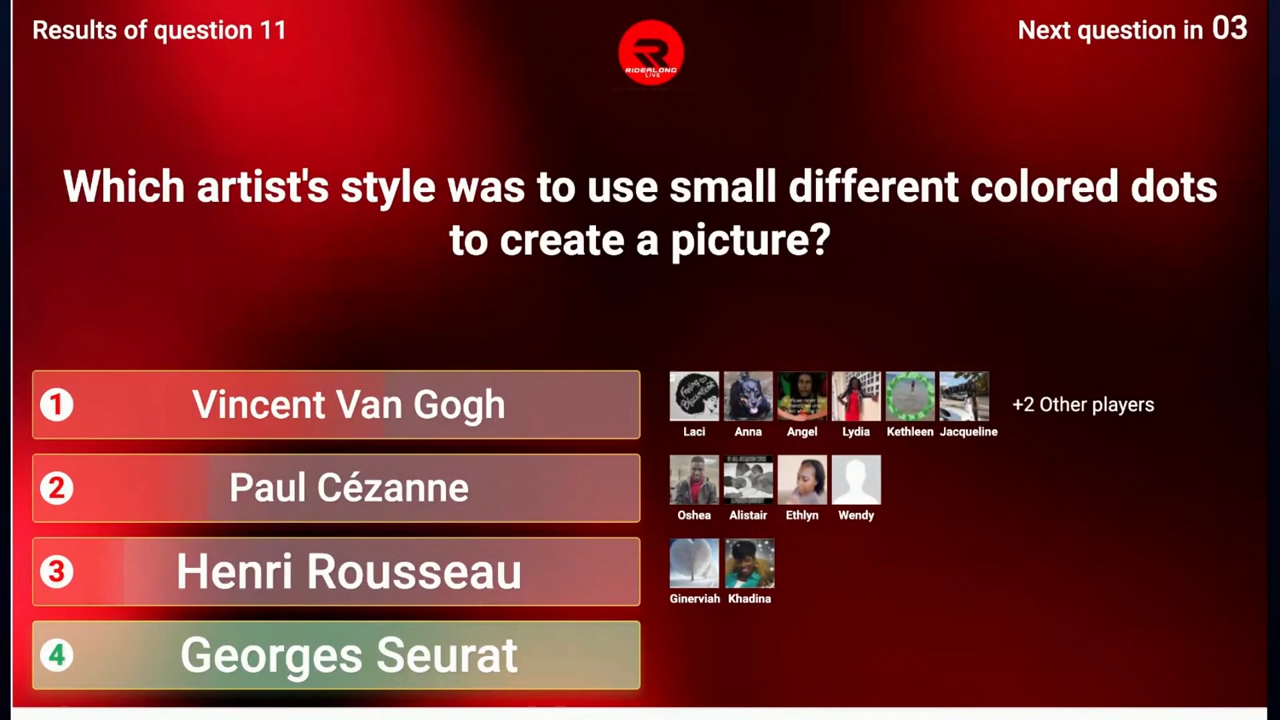 Results of question 11
Next question in 03
RIDEALONG
LIVE
Which artist's style was to use small different colored dots
to create a picture?
1 Vincent Van Gogh
Laci Anna Angel Lydia Kethleen Jacqueline
+2 Other players
2 Paul Cézanne
Oshea Alistair Ethlyn Wendy
3 Henri Rousseau
Ginerviah Khadina
4 Georges Seurat